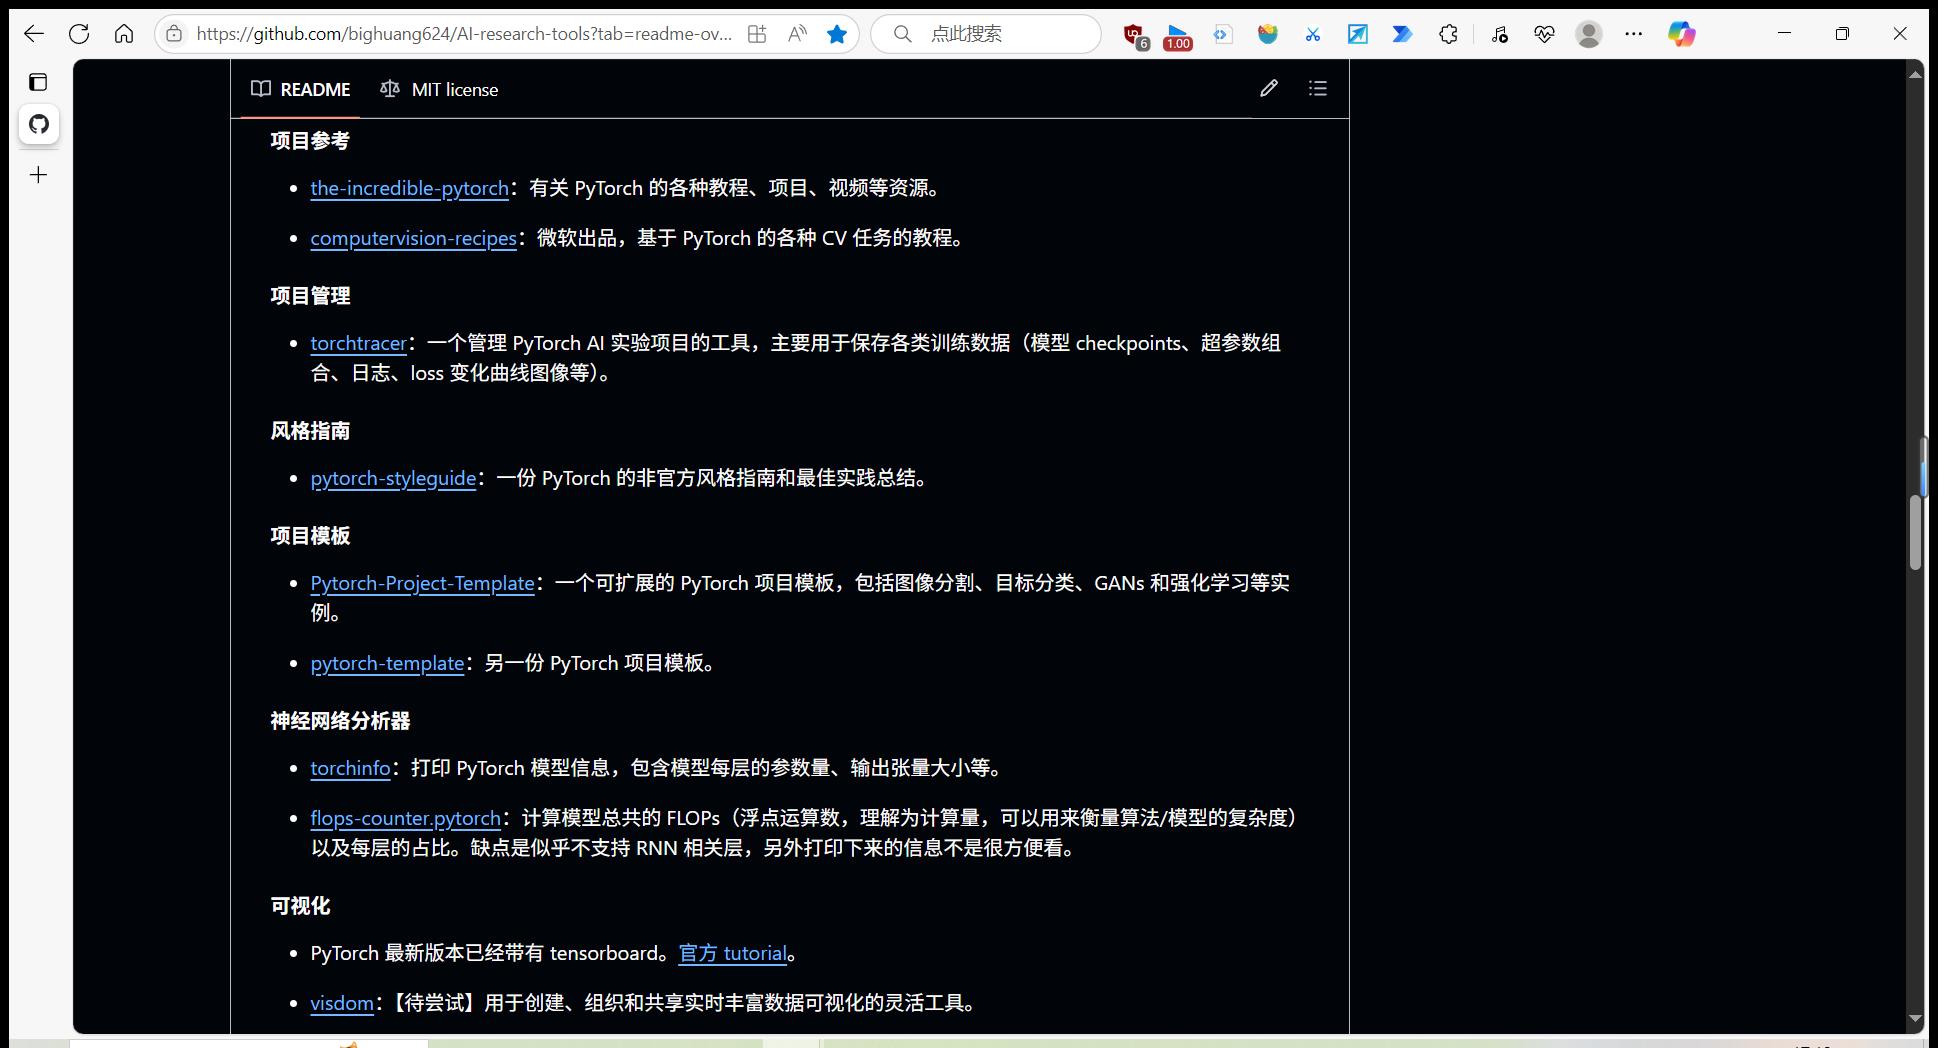 https://github.com/bighuang624/AI-research-tools?tab=readme-ov...
点此搜索
6
1.00
README
MIT license
项目参考
the-incredible-pytorch：有关 PyTorch 的各种教程、项目、视频等资源。
computervision-recipes：微软出品，基于 PyTorch 的各种 CV 任务的教程。
项目管理
torchtracer：一个管理 PyTorch AI 实验项目的工具，主要用于保存各类训练数据（模型 checkpoints、超参数组
合、日志、loss 变化曲线图像等）。
风格指南
pytorch-styleguide：一份 PyTorch 的非官方风格指南和最佳实践总结。
项目模板
Pytorch-Project-Template：一个可扩展的 PyTorch 项目模板，包括图像分割、目标分类、GANs 和强化学习等实
例。
pytorch-template：另一份 PyTorch 项目模板。
神经网络分析器
torchinfo：打印 PyTorch 模型信息，包含模型每层的参数量、输出张量大小等。
flops-counter.pytorch：计算模型总共的 FLOPs（浮点运算数，理解为计算量，可以用来衡量算法/模型的复杂度）
以及每层的占比。缺点是似乎不支持 RNN 相关层，另外打印下来的信息不是很方便看。
可视化
PyTorch 最新版本已经带有 tensorboard。官方 tutorial。
visdom：【待尝试】用于创建、组织和共享实时丰富数据可视化的灵活工具。